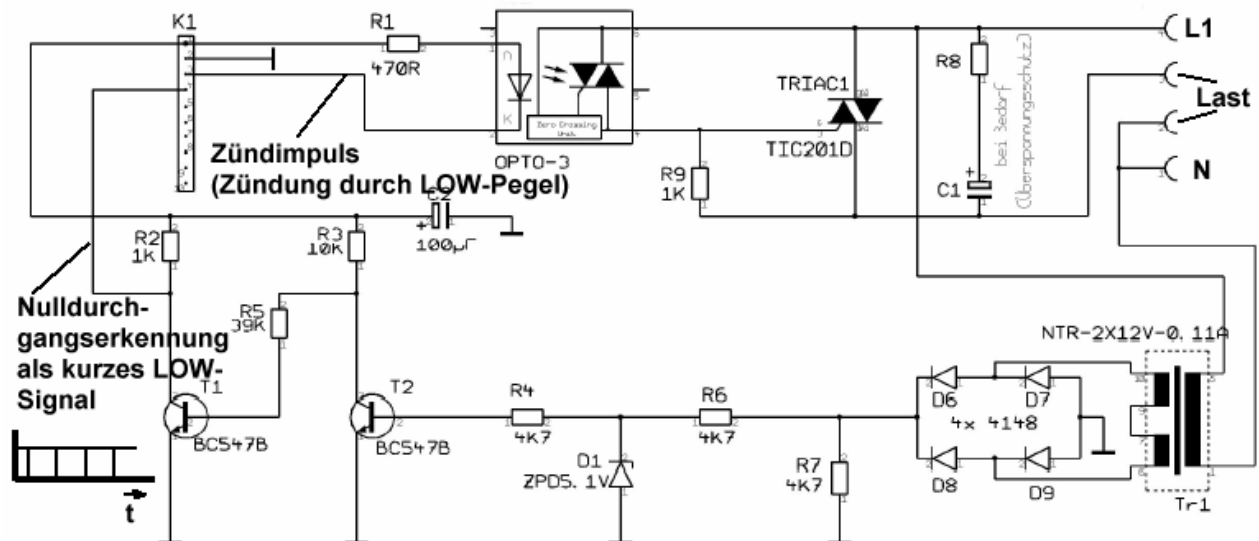 K1
R1
470R
OPTO-3
Zero Crossing
Unit
Zündimpuls
(Zündung durch LOW-Pegel)
TRIAC1
TIC201D
R9
1K
R8
C1
bei Bedarf
(Überspannungsschutz)
L1
Last
N
C2
100µF
R2
1K
R3
10K
R5
39K
Nulldurch-
gangserkennung
als kurzes LOW-
Signal
t
T1
BC547B
T2
BC547B
R4
4K7
R6
4K7
D1
ZPD5.1V
R7
4K7
D6
D7
4x 4148
D8
D9
NTR-2X12V-0.11A
Tr1